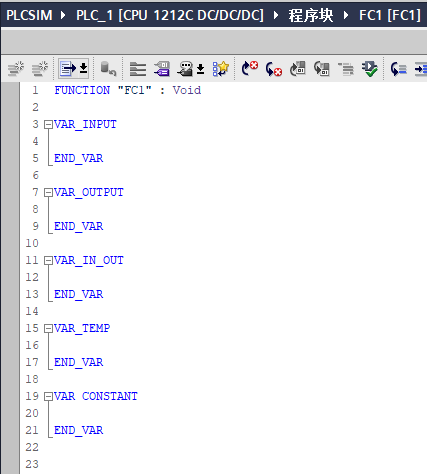 PLCSIM ▸ PLC_1 [CPU 1212C DC/DC/DC] ▸ 程序块 ▸ FC1 [FC1]
1 FUNCTION "FC1" : Void
2
3 VAR_INPUT
4
5 END_VAR
6
7 VAR_OUTPUT
8
9 END_VAR
10
11 VAR_IN_OUT
12
13 END_VAR
14
15 VAR_TEMP
16
17 END_VAR
18
19 VAR CONSTANT
20
21 END_VAR
22
23